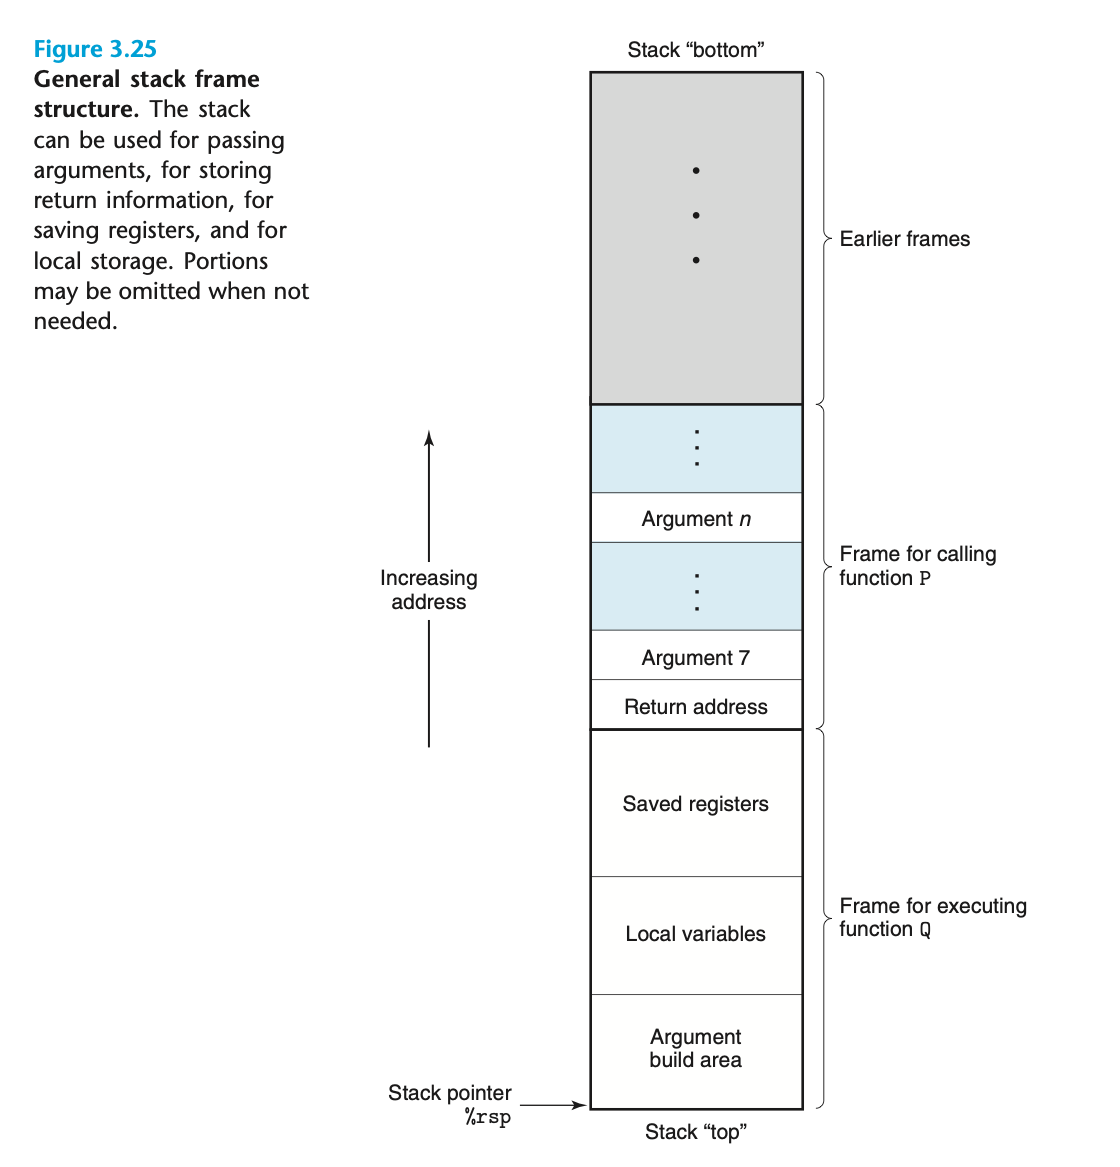 Figure 3.25
General stack frame
structure. The stack
can be used for passing
arguments, for storing
return information, for
saving registers, and for
local storage. Portions
may be omitted when not
needed.
Stack “bottom”
Earlier frames
Argument n
Frame for calling
function P
Increasing
address
Argument 7
Return address
Saved registers
Frame for executing
function Q
Local variables
Argument
build area
Stack pointer
%rsp
Stack “top”